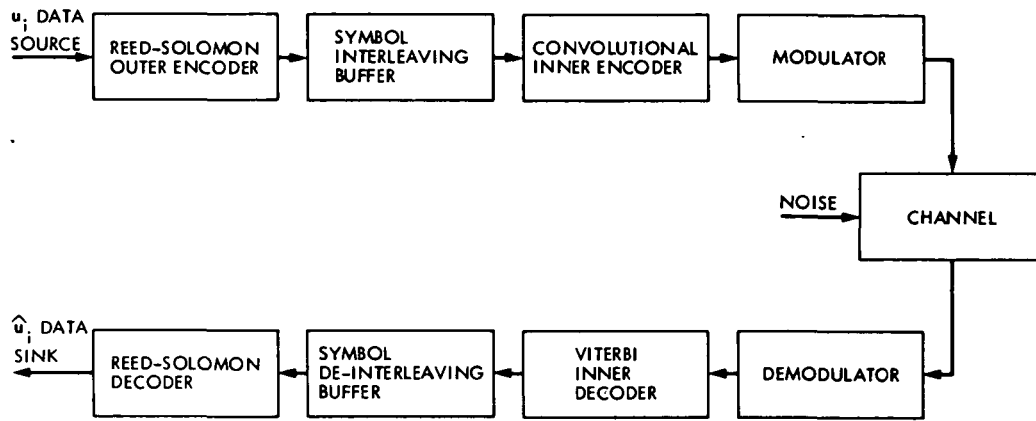 u_i DATA
SOURCE
REED-SOLOMON
OUTER ENCODER
SYMBOL
INTERLEAVING
BUFFER
CONVOLUTIONAL
INNER ENCODER
MODULATOR
NOISE
CHANNEL
û_i DATA
SINK
REED-SOLOMON
DECODER
SYMBOL
DE-INTERLEAVING
BUFFER
VITERBI
INNER
DECODER
DEMODULATOR